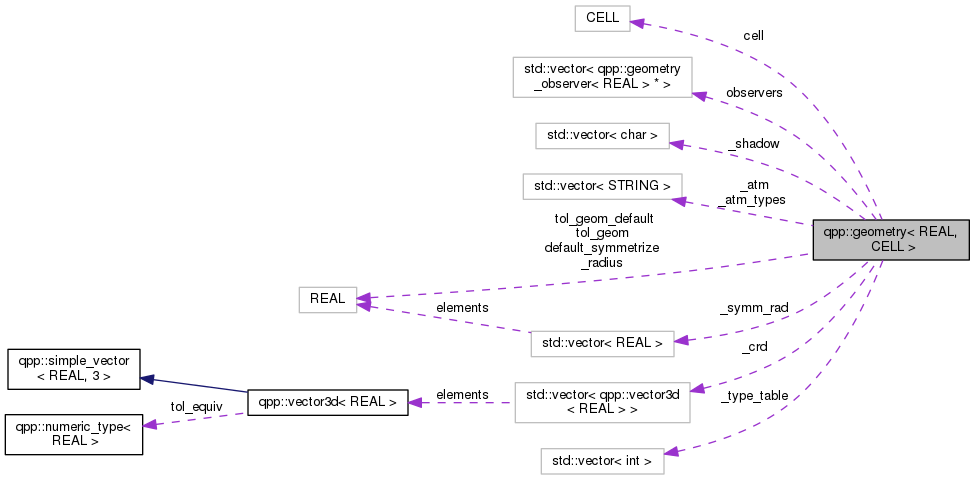 CELL
cell
std::vector< qpp::geometry
_observer< REAL > * >
observers
std::vector< char >
_shadow
std::vector< STRING >
_atm
_atm_types
qpp::geometry< REAL,
CELL >
tol_geom_default
tol_geom
default_symmetrize
_radius
REAL
elements
_symm_rad
std::vector< REAL >
_crd
qpp::simple_vector
< REAL, 3 >
qpp::vector3d< REAL >
elements
std::vector< qpp::vector3d
< REAL > >
_type_table
tol_equiv
qpp::numeric_type<
REAL >
std::vector< int >